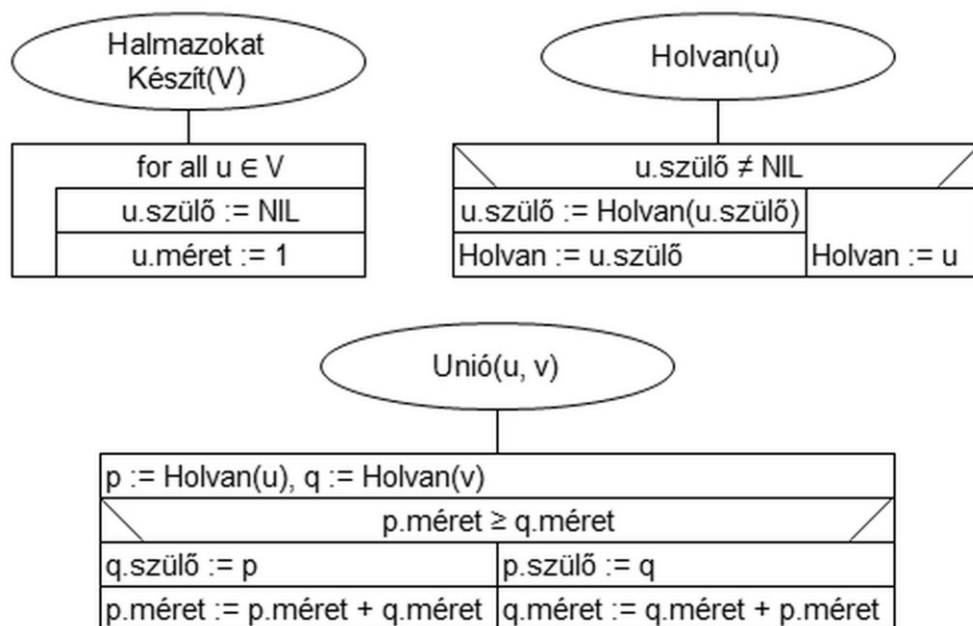 Halmazokat
Készít(V)
for all u ∈ V
u.szülő := NIL
u.méret := 1
Holvan(u)
u.szülő ≠ NIL
u.szülő := Holvan(u.szülő)
Holvan := u.szülő
Holvan := u
Unió(u, v)
p := Holvan(u), q := Holvan(v)
p.méret ≥ q.méret
q.szülő := p
p.szülő := q
p.méret := p.méret + q.méret
q.méret := q.méret + p.méret